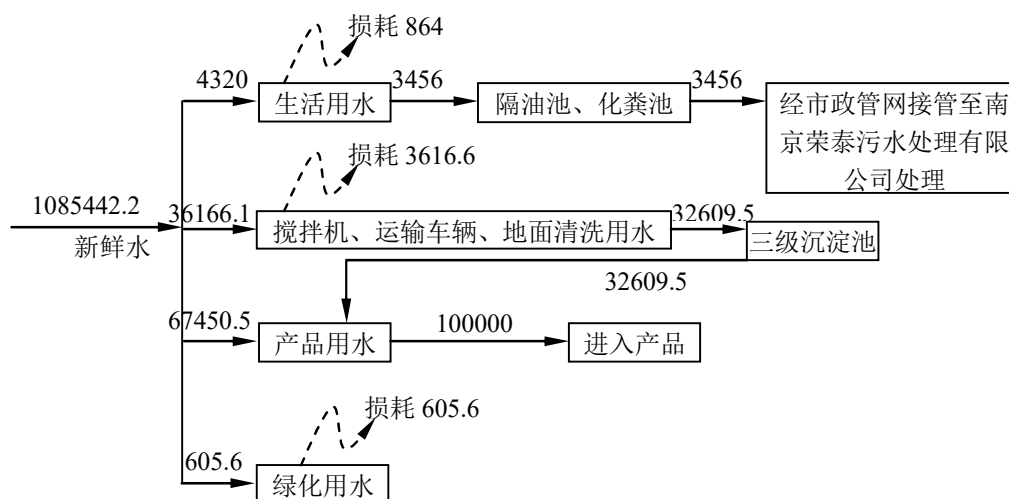 损耗 864
4320
3456
3456
生活用水
隔油池、化粪池
经市政管网接管至南
京荣泰污水处理有限
公司处理
损耗 3616.6
1085442.2
新鲜水
36166.1
搅拌机、运输车辆、地面清洗用水
32609.5
三级沉淀池
32609.5
67450.5
产品用水
100000
进入产品
损耗 605.6
605.6
绿化用水